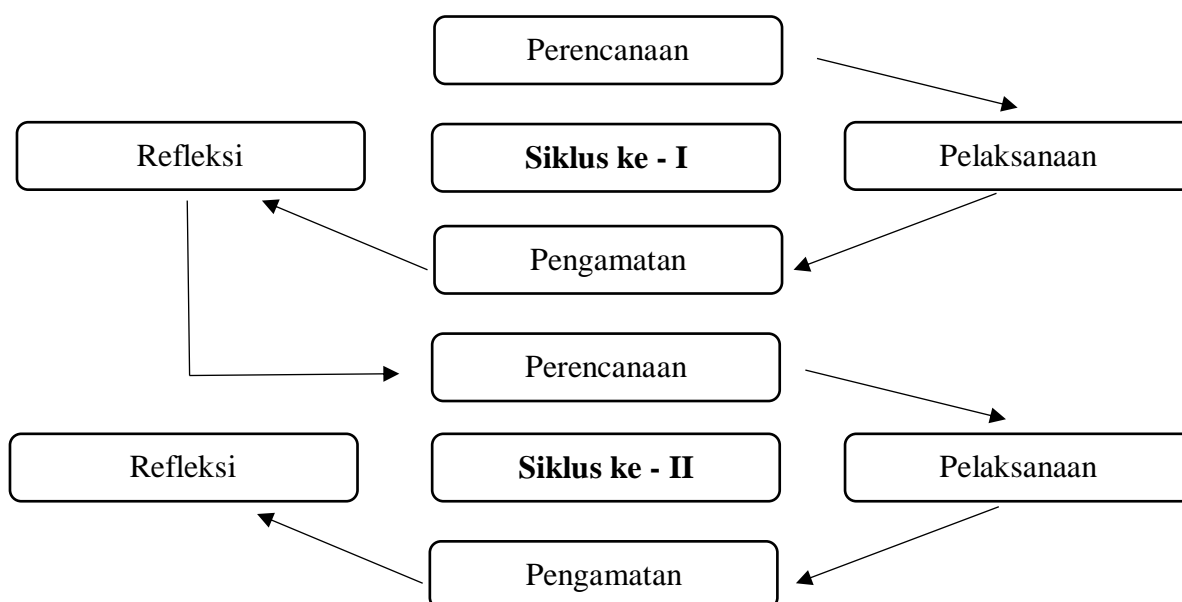 Perencanaan
Refleksi
Siklus ke - I
Pelaksanaan
Pengamatan
Perencanaan
Refleksi
Siklus ke - II
Pelaksanaan
Pengamatan